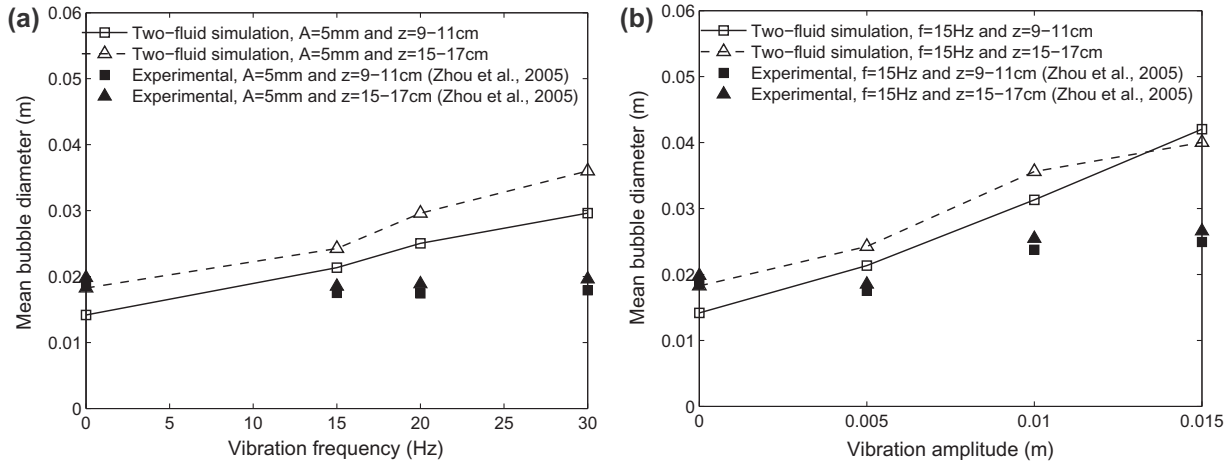 (a)
0.06
0.05
0.04
0.03
0.02
0.01
0
Mean bubble diameter (m)
Two−fluid simulation, A=5mm and z=9−11cm
Two−fluid simulation, A=5mm and z=15−17cm
Experimental, A=5mm and z=9−11cm (Zhou et al., 2005)
Experimental, A=5mm and z=15−17cm (Zhou et al., 2005)
0 5 10 15 20 25 30
Vibration frequency (Hz)
(b)
0.06
0.05
0.04
0.03
0.02
0.01
0
Mean bubble diameter (m)
Two−fluid simulation, f=15Hz and z=9−11cm
Two−fluid simulation, f=15Hz and z=15−17cm
Experimental, f=15Hz and z=9−11cm (Zhou et al., 2005)
Experimental, f=15Hz and z=15−17cm (Zhou et al., 2005)
0 0.005 0.01 0.015
Vibration amplitude (m)